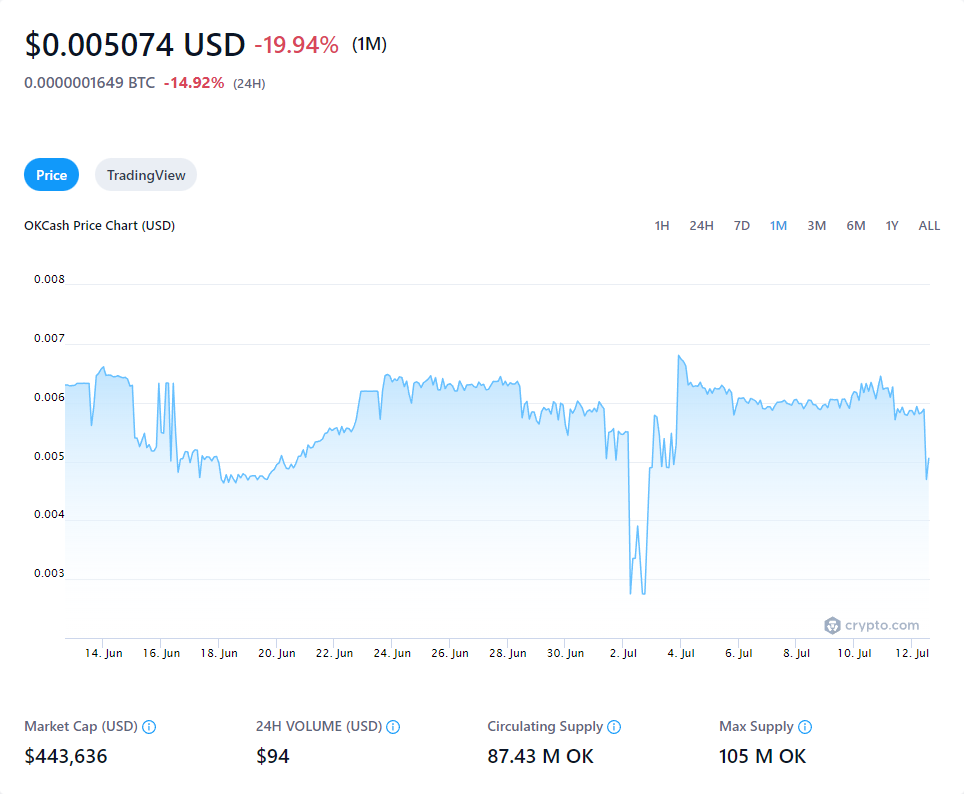 $0.005074 USD -19.94% (1M)
0.0000001649 BTC -14.92% (24H)
Price TradingView
OKCash Price Chart (USD) 1H 24H 7D 1M 3M 6M 1Y ALL
0.008
0.007
0.006
0.005
0.004
0.003
crypto.com
14. Jun 16. Jun 18. Jun 20. Jun 22. Jun 24. Jun 26. Jun 28. Jun 30. Jun 2. Jul 4. Jul 6. Jul 8. Jul 10. Jul 12. Jul
Market Cap (USD) 24H VOLUME (USD) Circulating Supply Max Supply
$443,636 $94 87.43 M OK 105 M OK